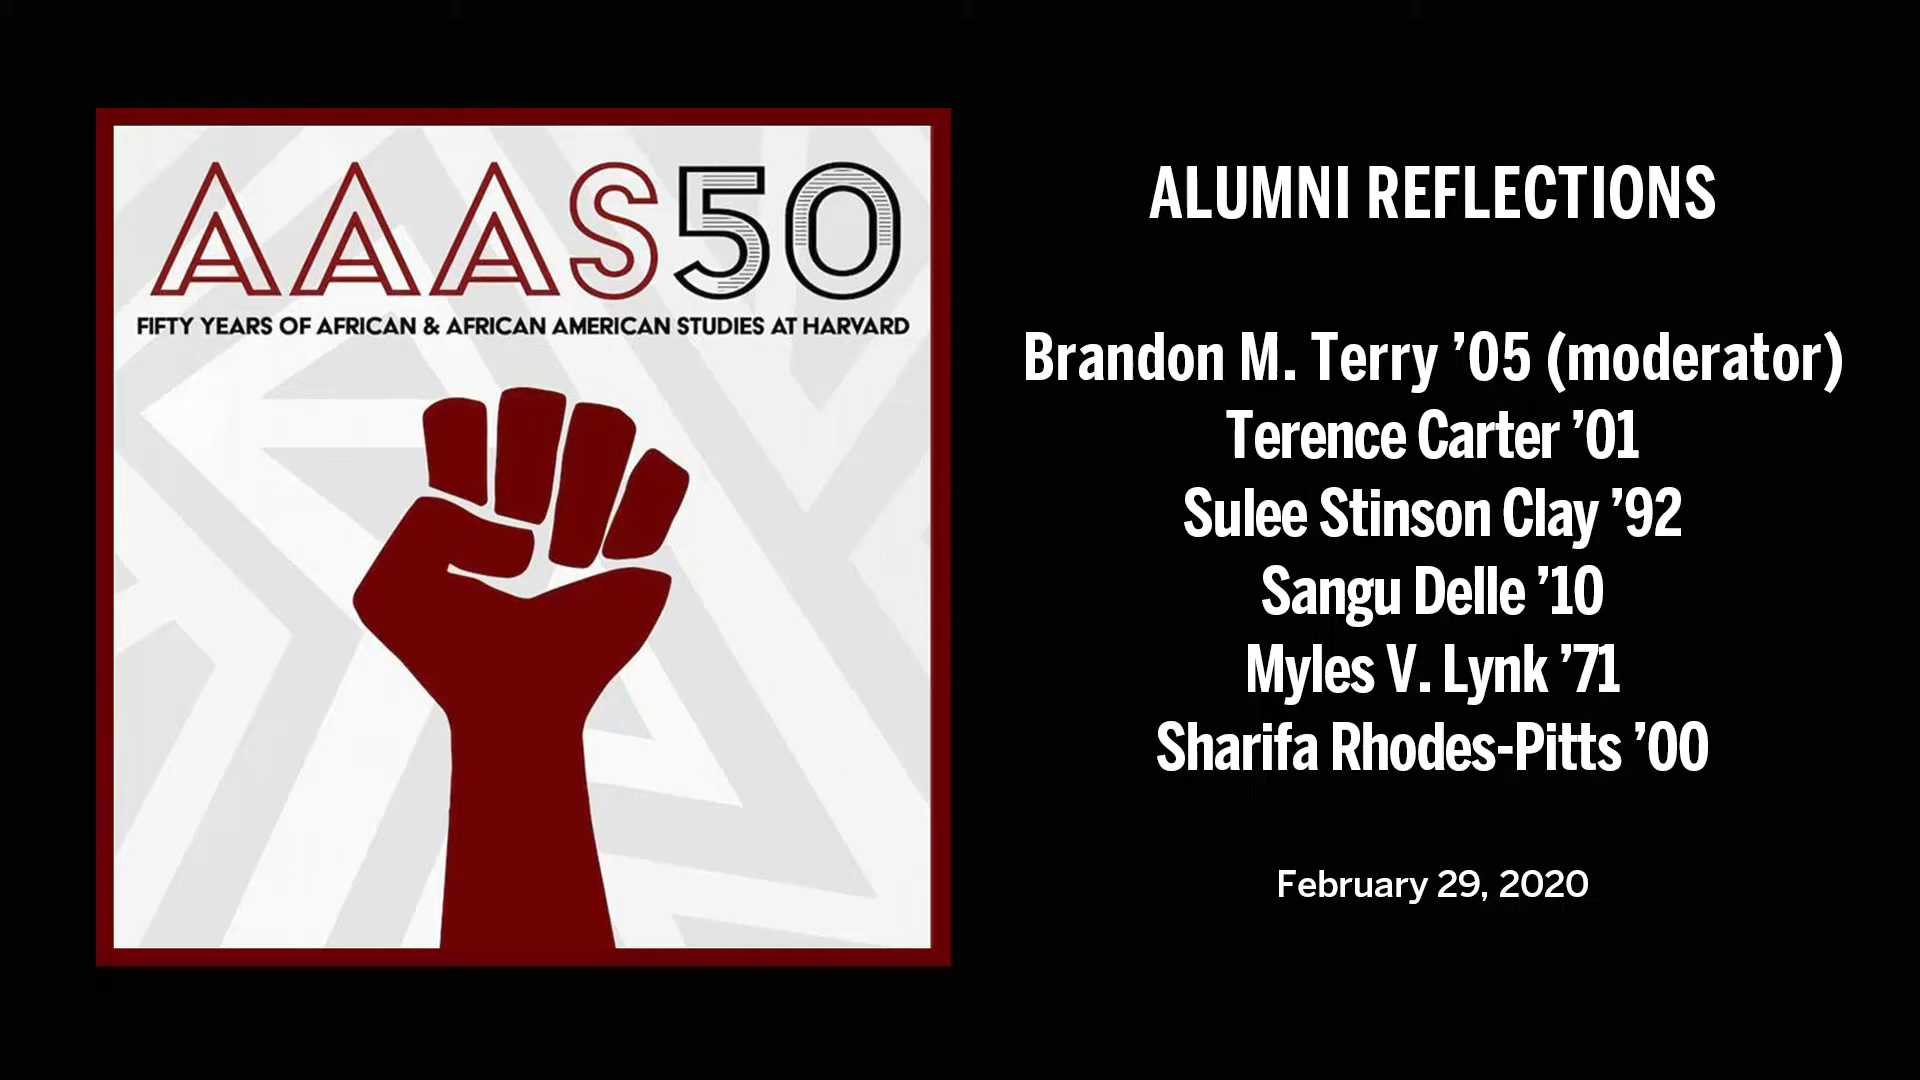 AAAS50
FIFTY YEARS OF AFRICAN & AFRICAN AMERICAN STUDIES AT HARVARD
ALUMNI REFLECTIONS
Brandon M. Terry ’05 (moderator)
Terence Carter ’01
Sulee Stinson Clay ’92
Sangu Delle ’10
Myles V. Lynk ’71
Sharifa Rhodes-Pitts ’00
February 29, 2020